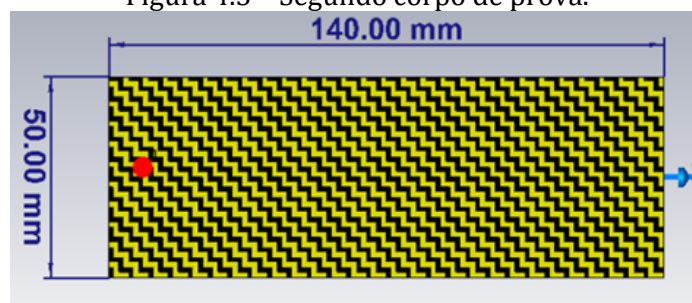 Figura 4.3 – Segundo corpo de prova.
140.00 mm
50.00 mm